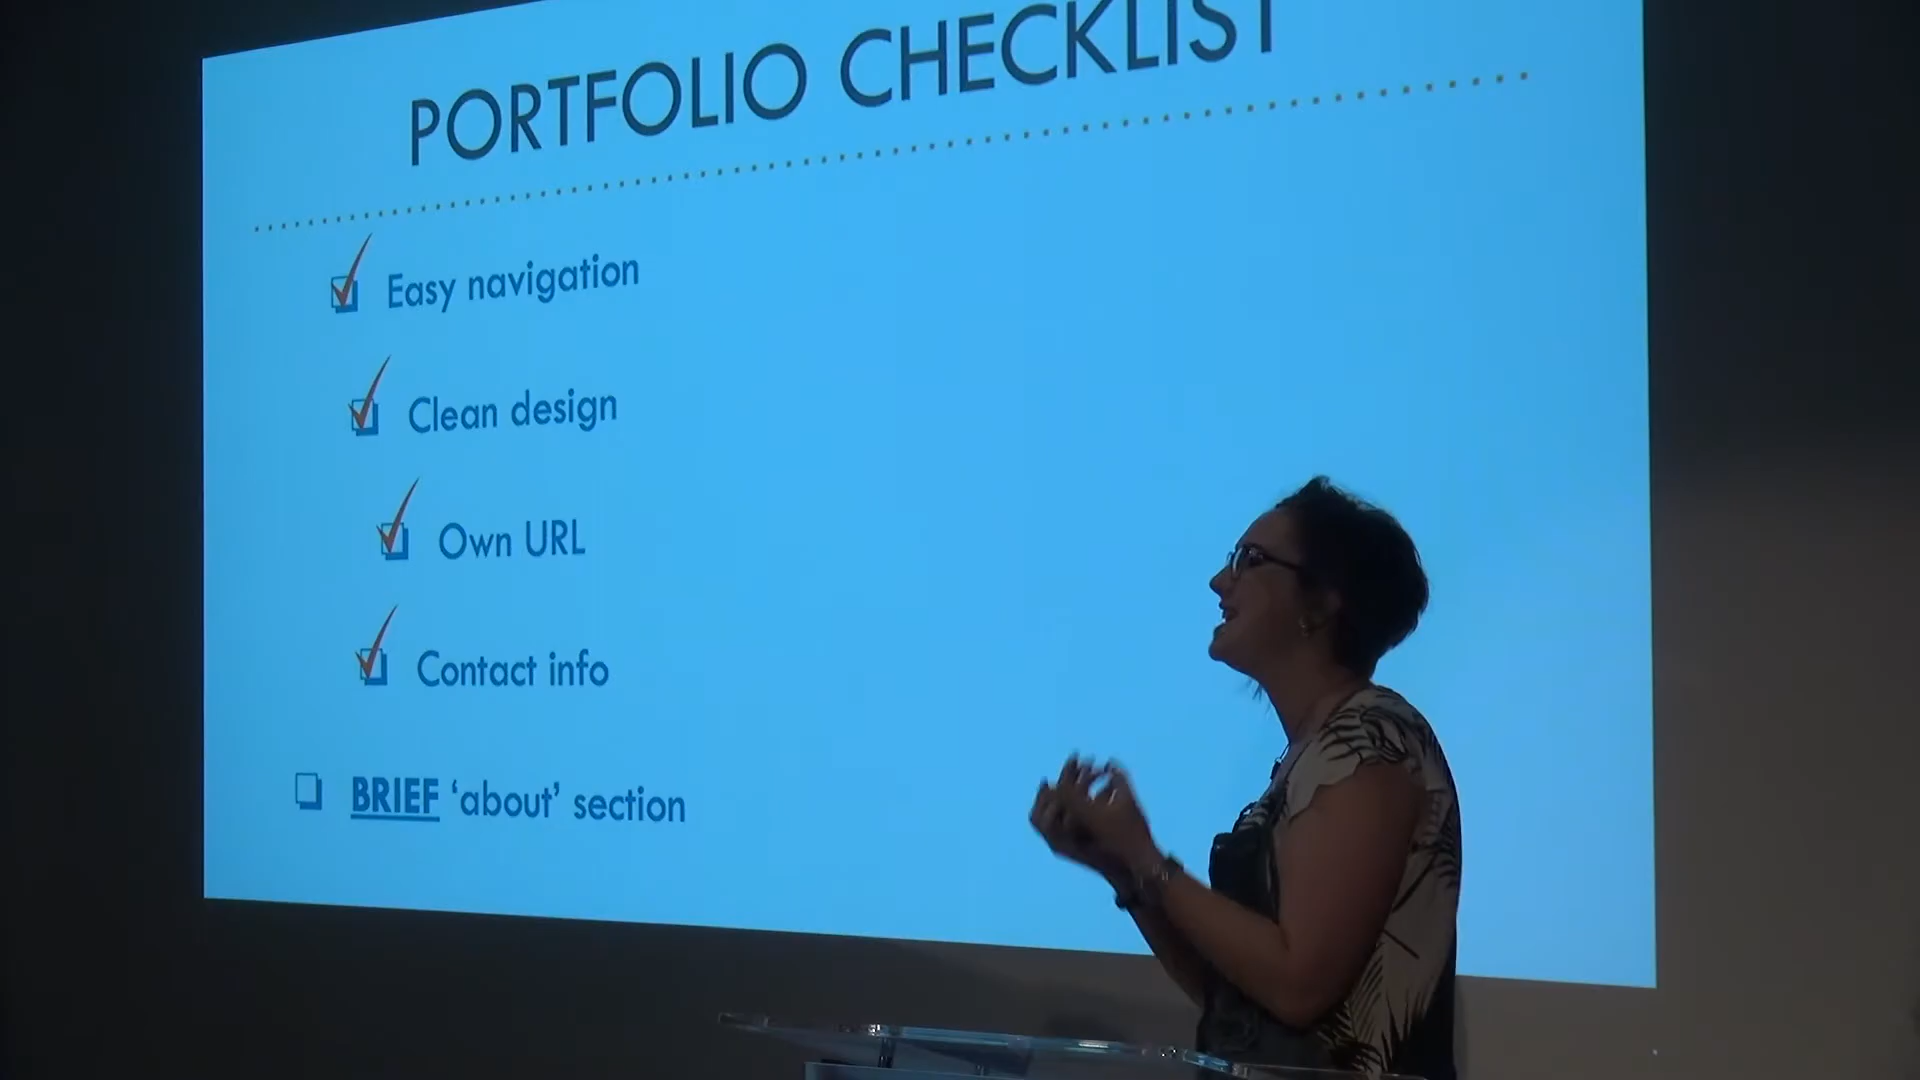 PORTFOLIO CHECKLIST
Easy navigation
Clean design
Own URL
Contact info
BRIEF ‘about’ section